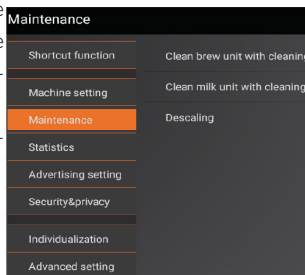 Maintenance
Shortcut function
Machine setting
Maintenance
Statistics
Advertising setting
Security&privacy
Individualization
Advanced setting
Clean brew unit with cleaning
Clean milk unit with cleaning
Descaling